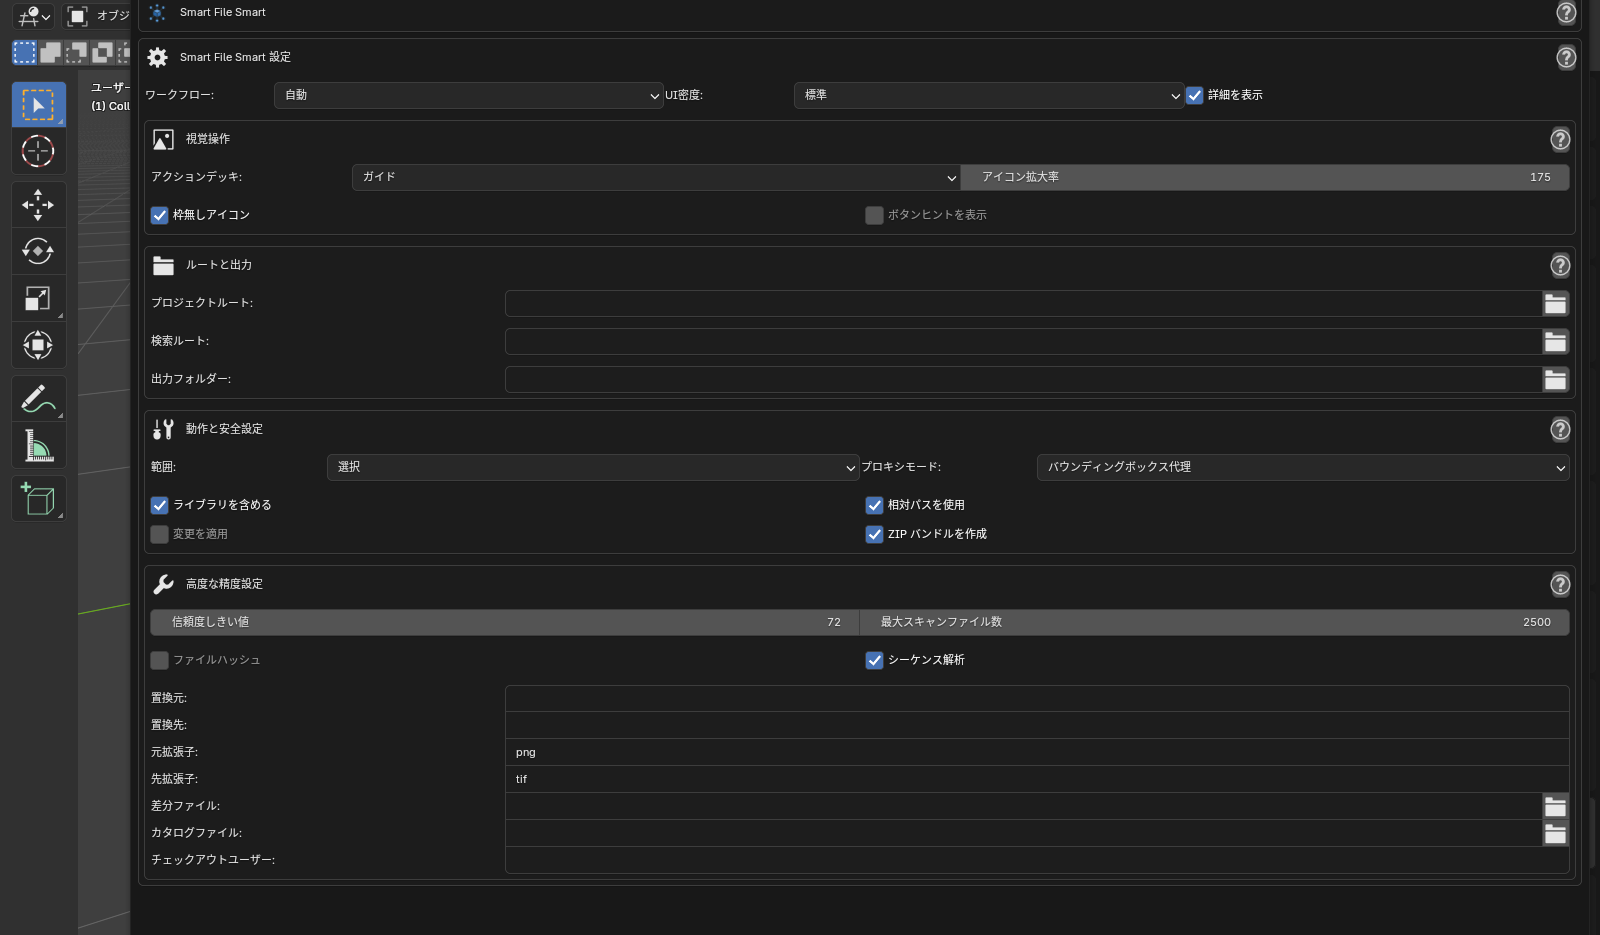 オブジ
Smart File Smart
Smart File Smart 設定
ワークフロー: 自動 UI密度: 標準 詳細を表示
ユーザー
(1) Coll
視覚操作
アクションデッキ: ガイド アイコン拡大率 175
枠無しアイコン ボタンヒントを表示
ルートと出力
プロジェクトルート:
検索ルート:
出力フォルダー:
動作と安全設定
範囲: 選択 プロキシモード: バウンディングボックス代理
ライブラリを含める 相対パスを使用
変更を適用 ZIP バンドルを作成
高度な精度設定
信頼度しきい値 72 最大スキャンファイル数 2500
ファイルハッシュ シーケンス解析
置換元:
置換先:
元拡張子: png
先拡張子: tif
差分ファイル:
カタログファイル:
チェックアウトユーザー: